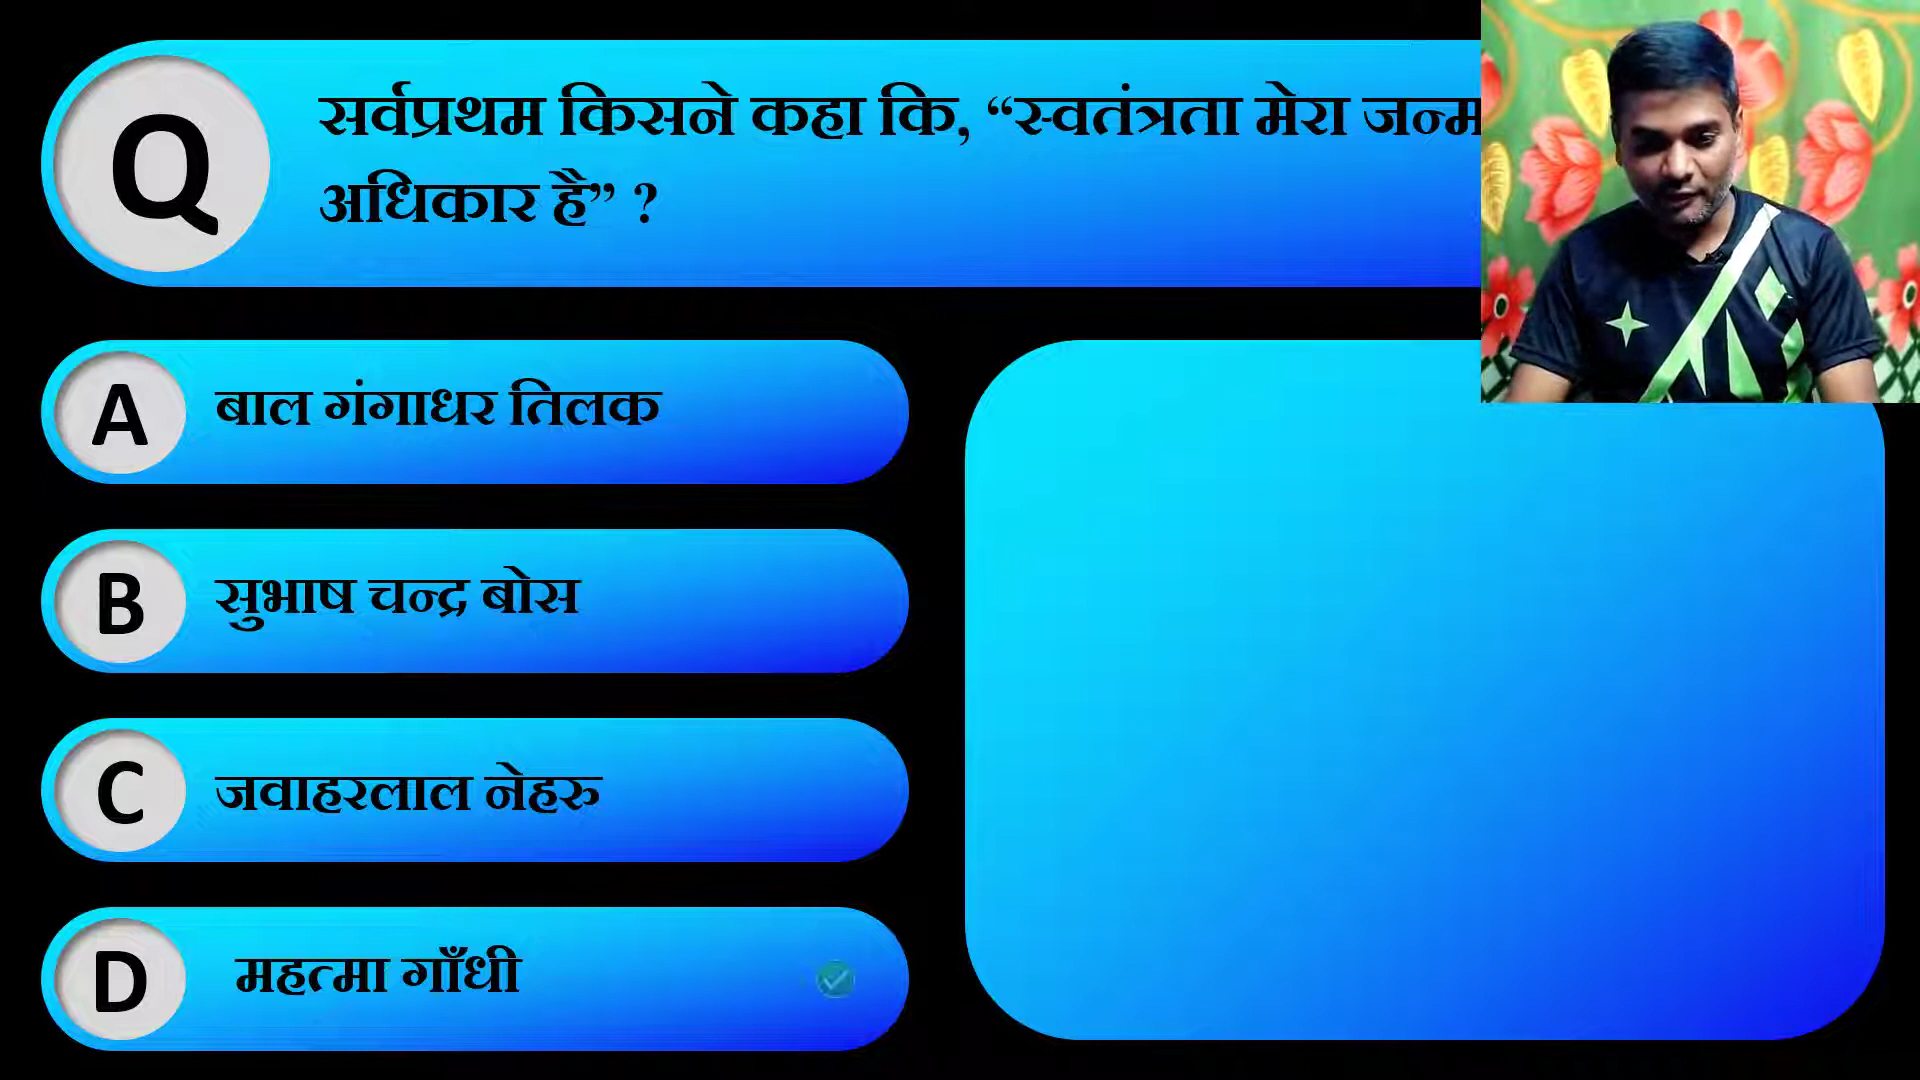 Q
सर्वप्रथम किसने कहा कि, “स्वतंत्रता मेरा जन्म
अधिकार है” ?
A
बाल गंगाधर तिलक
B
सुभाष चन्द्र बोस
C
जवाहरलाल नेहरु
D
महत्मा गाँधी